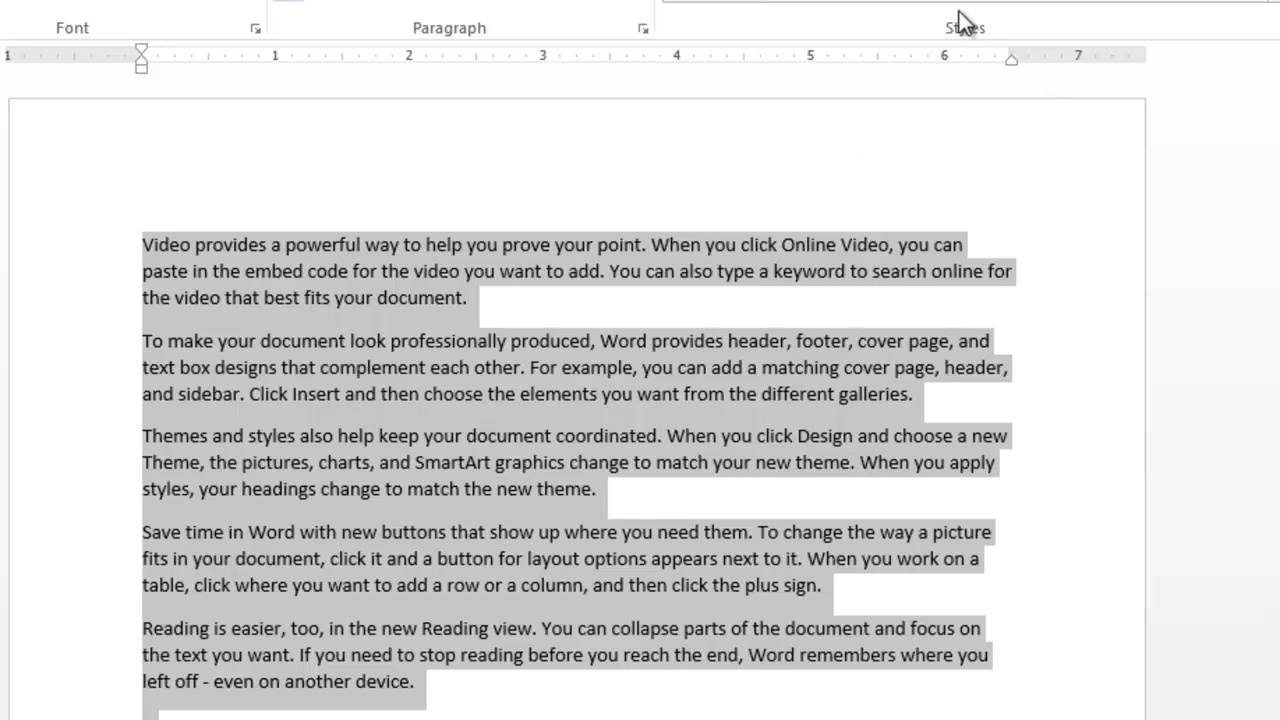 Font Paragraph Styles
1 1 2 3 4 5 6 7
Video provides a powerful way to help you prove your point. When you click Online Video, you can
paste in the embed code for the video you want to add. You can also type a keyword to search online for
the video that best fits your document.
To make your document look professionally produced, Word provides header, footer, cover page, and
text box designs that complement each other. For example, you can add a matching cover page, header,
and sidebar. Click Insert and then choose the elements you want from the different galleries.
Themes and styles also help keep your document coordinated. When you click Design and choose a new
Theme, the pictures, charts, and SmartArt graphics change to match your new theme. When you apply
styles, your headings change to match the new theme.
Save time in Word with new buttons that show up where you need them. To change the way a picture
fits in your document, click it and a button for layout options appears next to it. When you work on a
table, click where you want to add a row or a column, and then click the plus sign.
Reading is easier, too, in the new Reading view. You can collapse parts of the document and focus on
the text you want. If you need to stop reading before you reach the end, Word remembers where you
left off - even on another device.